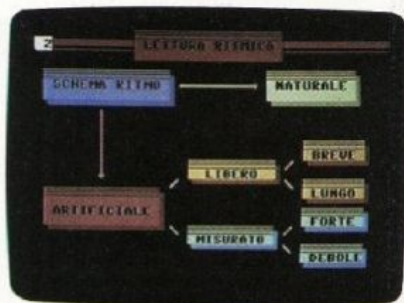 2
LETTURA RITMICA
SCHEMA RITMO
NATURALE
BREVE
LIBERO
LUNGO
ARTIFICIALE
FORTE
MISURATO
DEBOLE